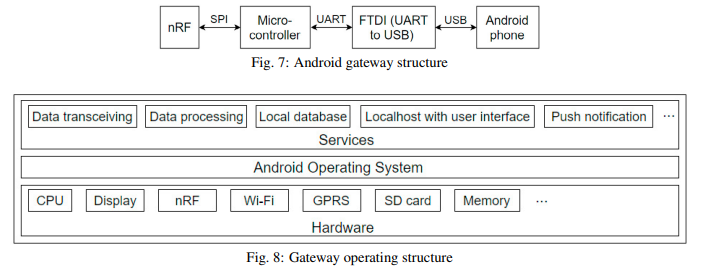 nRF SPI Micro- UART FTDI (UART USB Android
controller to USB) phone
Fig. 7: Android gateway structure
Data transceiving Data processing Local database Localhost with user interface Push notification ...
Services
Android Operating System
CPU Display nRF Wi-Fi GPRS SD card Memory ...
Hardware
Fig. 8: Gateway operating structure